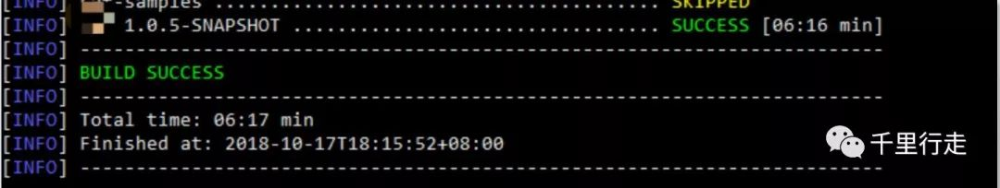 [INFO] -samples ........................................ SKIPPED
[INFO] 1.0.5-SNAPSHOT ................................. SUCCESS [06:16 min]
[INFO] ------------------------------------------------------------------------
[INFO] BUILD SUCCESS
[INFO] ------------------------------------------------------------------------
[INFO] Total time: 06:17 min
[INFO] Finished at: 2018-10-17T18:15:52+08:00
[INFO] ------------------------------------------------------------------------
千里行走